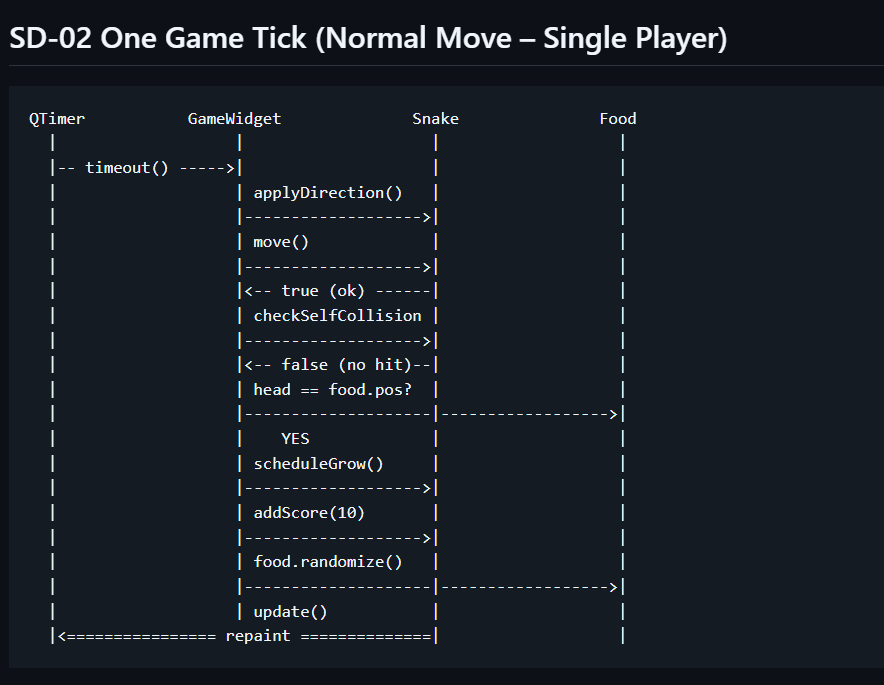 SD-02 One Game Tick (Normal Move – Single Player)
QTimer           GameWidget              Snake               Food
  |                   |                    |                   |
  |-- timeout() ----->|                    |                   |
  |                   | applyDirection()   |                   |
  |                   |------------------->|                   |
  |                   | move()             |                   |
  |                   |------------------->|                   |
  |                   |<-- true (ok) ------|                   |
  |                   | checkSelfCollision |                   |
  |                   |------------------->|                   |
  |                   |<-- false (no hit)--|                   |
  |                   | head == food.pos?  |                   |
  |                   |--------------------|------------------>|
  |                   |    YES             |                   |
  |                   | scheduleGrow()     |                   |
  |                   |------------------->|                   |
  |                   | addScore(10)       |                   |
  |                   |------------------->|                   |
  |                   | food.randomize()   |                   |
  |                   |--------------------|------------------>|
  |                   | update()           |                   |
  |<================ repaint ==============|                   |